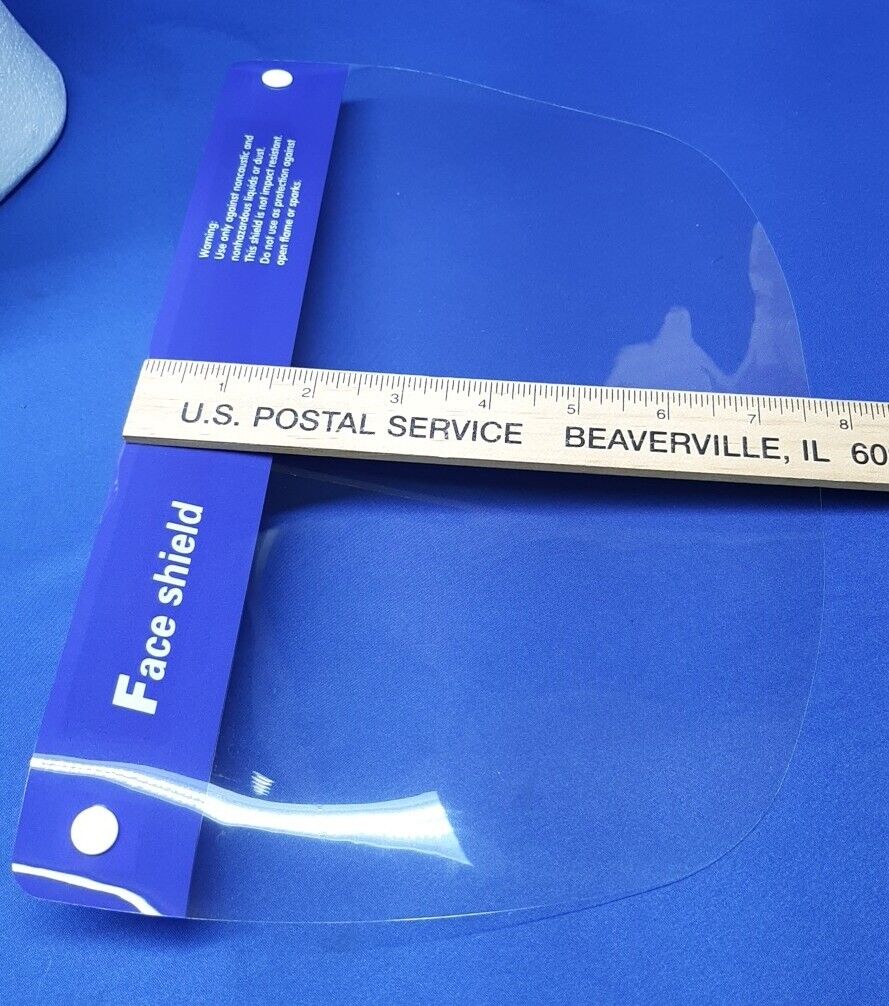 Warning:
Use only against noncaustic and
nonhazardous liquids or dust.
This shield is not impact resistant.
Do not use as protection against
open flame or sparks.
1 2 3 4 5 6 7 8
U.S. POSTAL SERVICE BEAVERVILLE, IL 60
Face shield